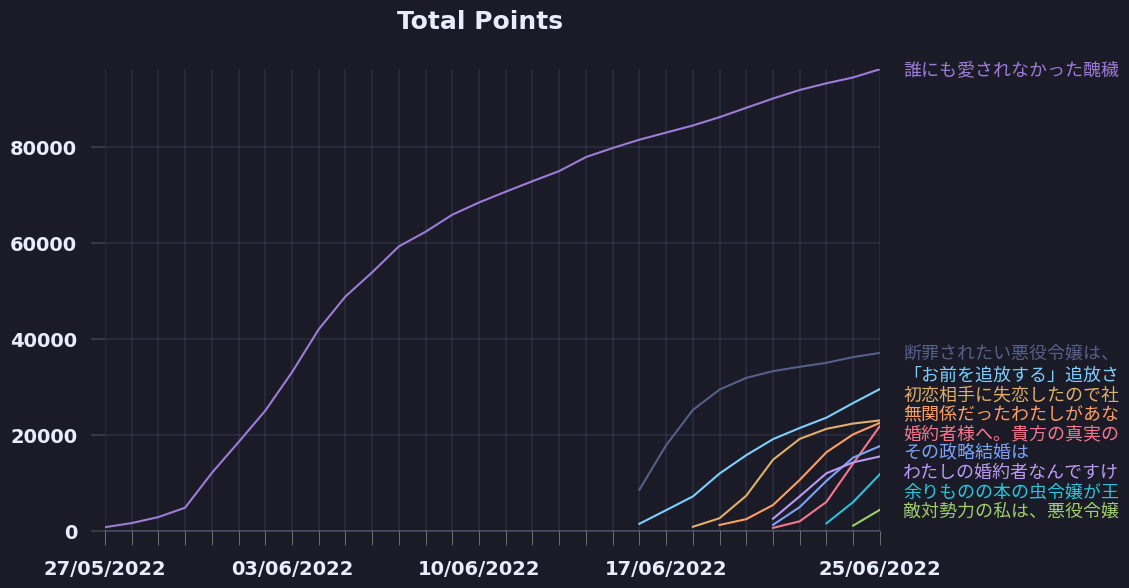 Total Points
誰にも愛されなかった醜穢
80000
60000
40000
断罪されたい悪役令嬢は、
「お前を追放する」追放さ
初恋相手に失恋したので社
無関係だったわたしがあな
20000
婚約者様へ。貴方の真実の
その政略結婚は
わたしの婚約者なんですけ
余りものの本の虫令嬢が王
敵対勢力の私は、悪役令嬢
0
27/05/2022 03/06/2022 10/06/2022 17/06/2022 25/06/2022